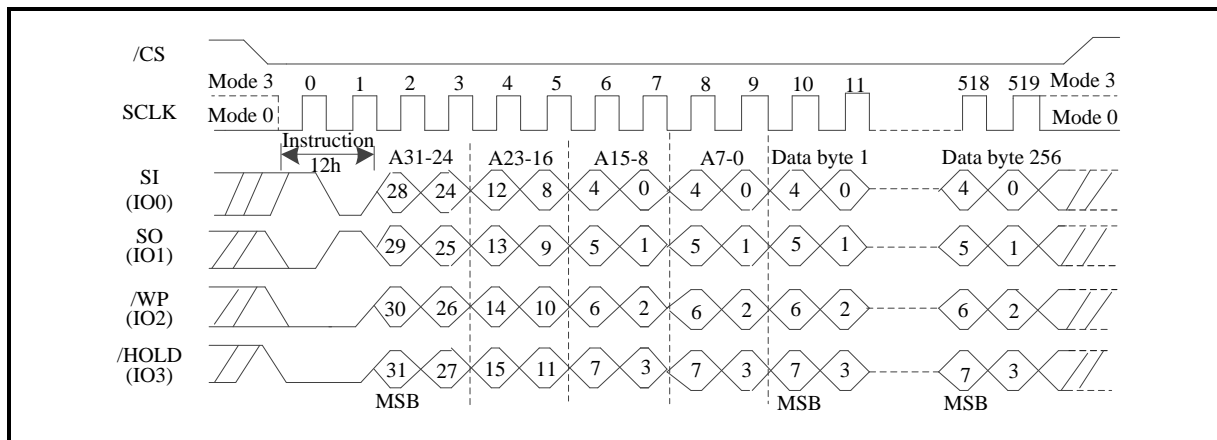 /CS
Mode 3 0 1 2 3 4 5 6 7 8 9 10 11 518 519 Mode 3
SCLK
Mode 0 Mode 0
Instruction
12h
A31-24 A23-16 A15-8 A7-0 Data byte 1 Data byte 256
SI
(IO0)
28 24 12 8 4 0 4 0 4 0 4 0
SO
(IO1)
29 25 13 9 5 1 5 1 5 1 5 1
/WP
(IO2)
30 26 14 10 6 2 6 2 6 2 6 2
/HOLD
(IO3)
31 27 15 11 7 3 7 3 7 3 7 3
MSB MSB MSB